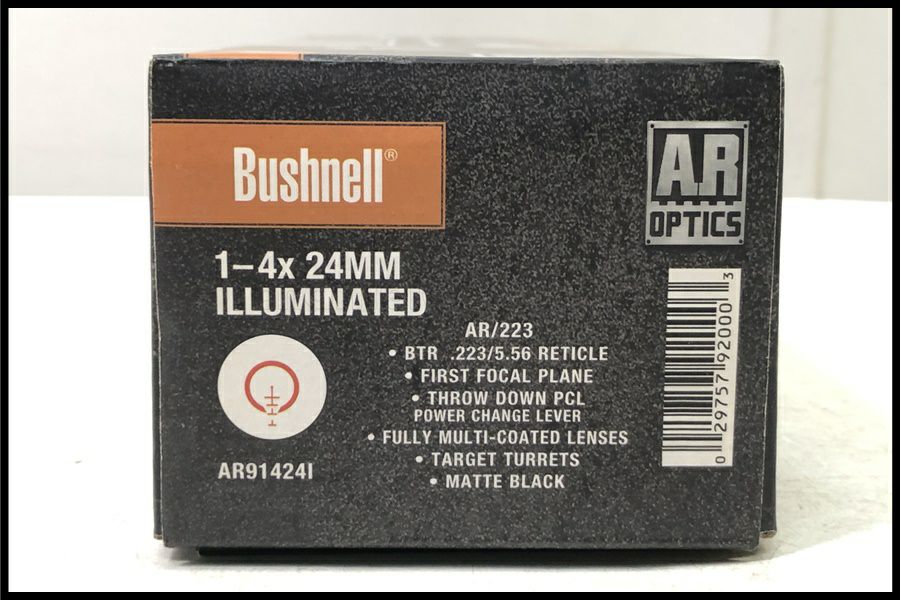 Bushnell®
AR
OPTICS
1–4x 24MM
ILLUMINATED
AR/223
• BTR .223/5.56 RETICLE
• FIRST FOCAL PLANE
• THROW DOWN PCL
POWER CHANGE LEVER
• FULLY MULTI-COATED LENSES
• TARGET TURRETS
• MATTE BLACK
AR91424I
0 29757 92000 3